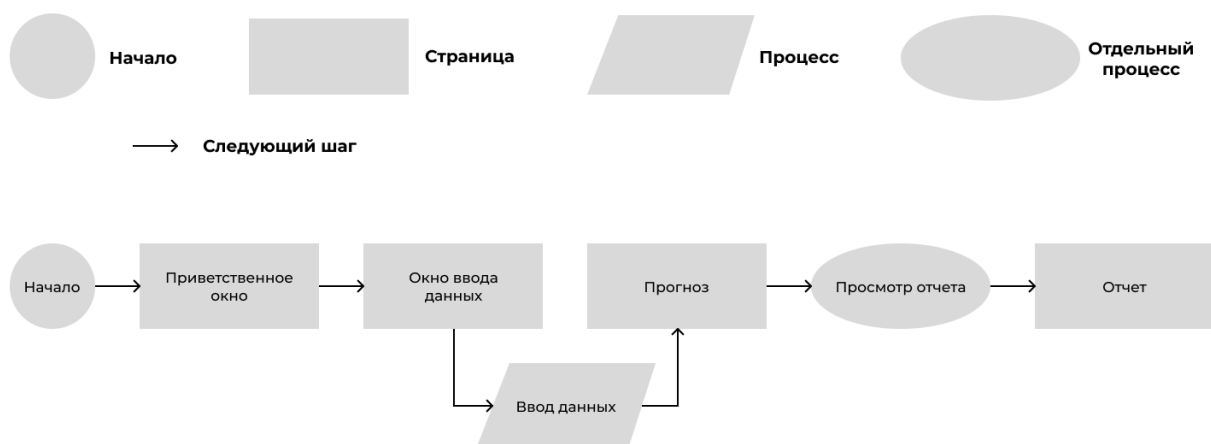 Начало
Страница
Процесс
Отдельный
процесс
Следующий шаг
Начало
Приветственное
окно
Окно ввода
данных
Прогноз
Просмотр отчета
Отчет
Ввод данных